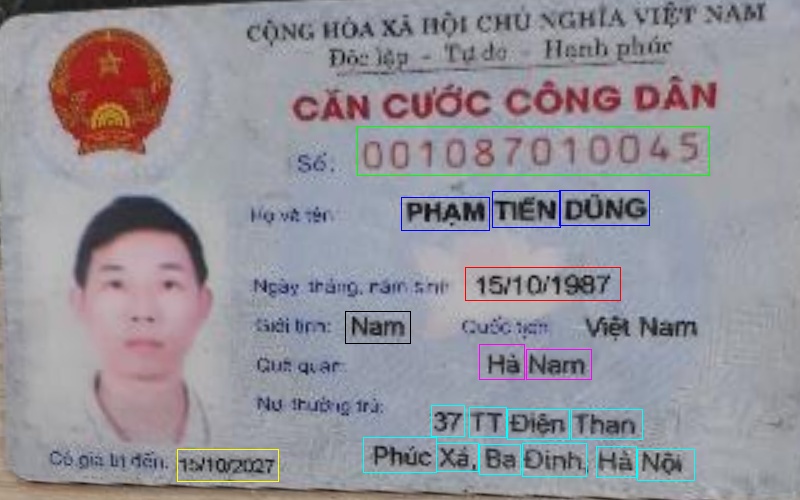 CỘNG HÒA XÃ HỘI CHỦ NGHĨA VIỆT NAM
Độc lập - Tự do - Hạnh phúc
CĂN CƯỚC CÔNG DÂN
Số: 001087010045
Họ và tên: PHẠM TIẾN DŨNG
Ngày, tháng, năm sinh: 15/10/1987
Giới tính: Nam Quốc tịch: Việt Nam
Quê quán: Hà Nam
Nơi thường trú: 37 TT Điện Than
Phúc Xá, Ba Đình, Hà Nội
Có giá trị đến: 15/10/2027